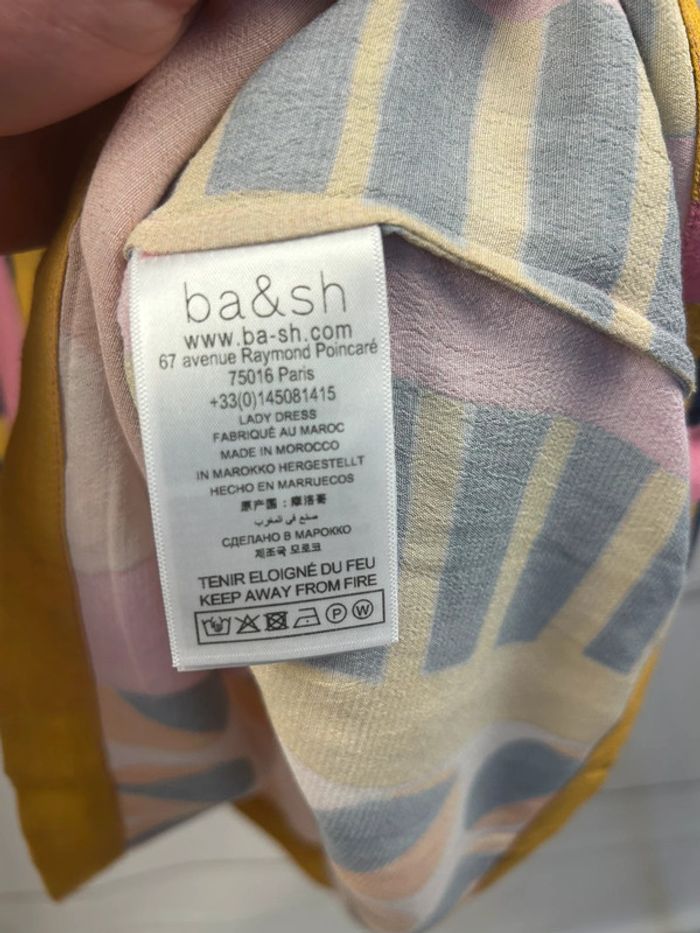 ba&sh
www.ba-sh.com
67 avenue Raymond Poincaré
75016 Paris
+33(0)145081415
LADY DRESS
FABRIQUÉ AU MAROC
MADE IN MOROCCO
IN MAROKKO HERGESTELLT
HECHO EN MARRUECOS
原产国：摩洛哥
صنع في المغرب
СДЕЛАНО В МАРОККО
제조국 모로코
TENIR ELOIGNÉ DU FEU
KEEP AWAY FROM FIRE
P W